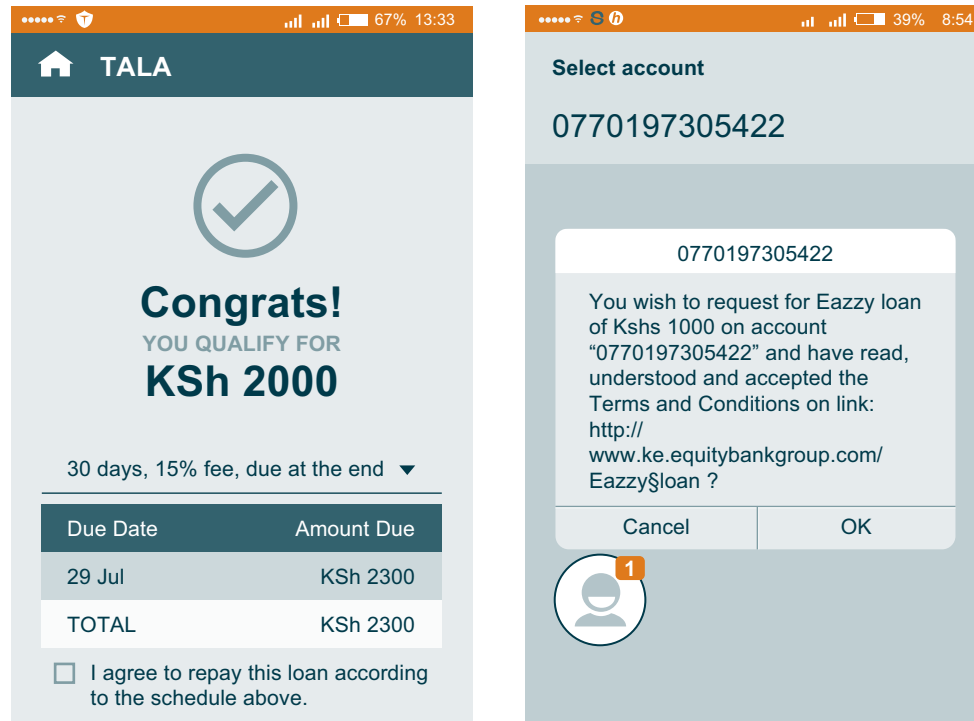 67% 13:33
TALA
Congrats!
YOU QUALIFY FOR
KSh 2000
30 days, 15% fee, due at the end
Due Date Amount Due
29 Jul KSh 2300
TOTAL KSh 2300
I agree to repay this loan according
to the schedule above.
39% 8:54
Select account
0770197305422
0770197305422
You wish to request for Eazzy loan
of Kshs 1000 on account
“0770197305422” and have read,
understood and accepted the
Terms and Conditions on link:
http://
www.ke.equitybankgroup.com/
Eazzy§loan ?
Cancel OK
1